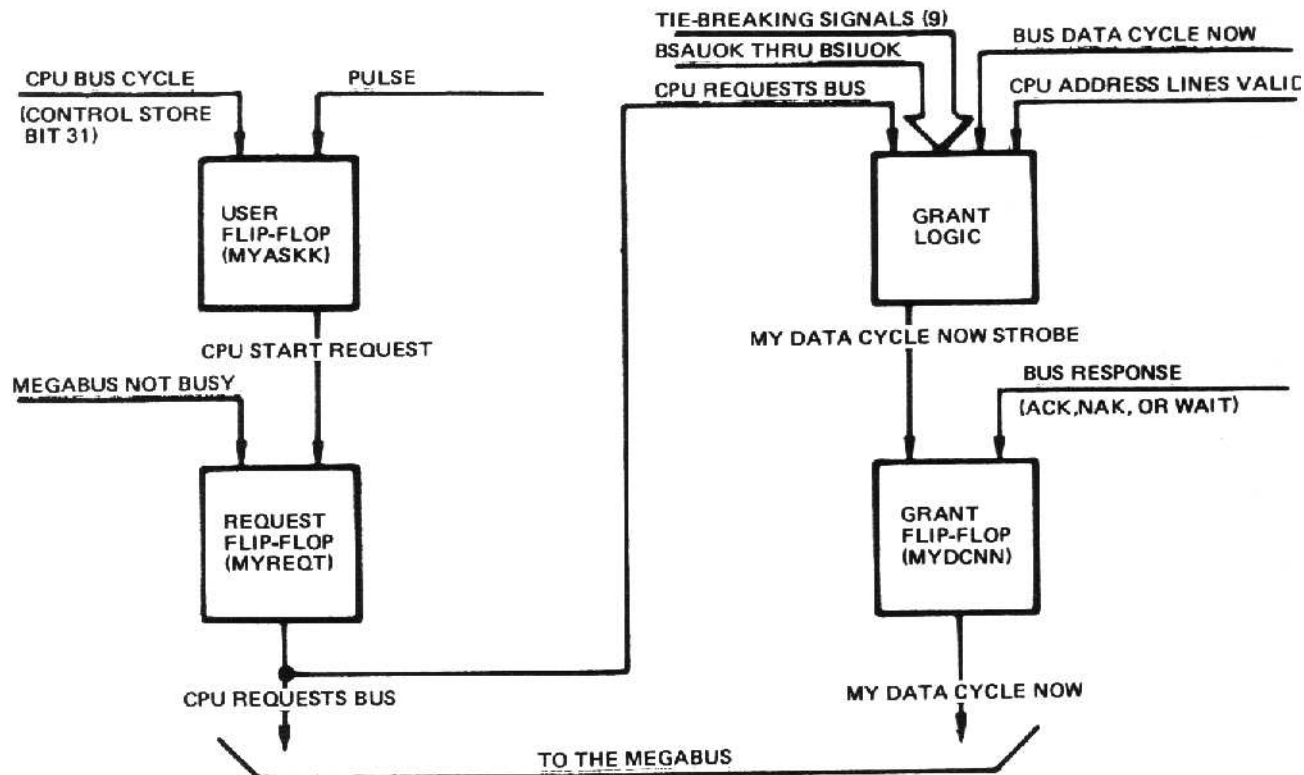 TIE-BREAKING SIGNALS (9)
BSAUOK THRU BSIUOK
BUS DATA CYCLE NOW
CPU BUS CYCLE
(CONTROL STORE
BIT 31)
PULSE
CPU REQUESTS BUS
CPU ADDRESS LINES VALID
USER
FLIP-FLOP
(MYASKK)
GRANT
LOGIC
CPU START REQUEST
MY DATA CYCLE NOW STROBE
MEGABUS NOT BUSY
BUS RESPONSE
(ACK,NAK, OR WAIT)
REQUEST
FLIP-FLOP
(MYREQT)
GRANT
FLIP-FLOP
(MYDCNN)
CPU REQUESTS BUS
MY DATA CYCLE NOW
TO THE MEGABUS